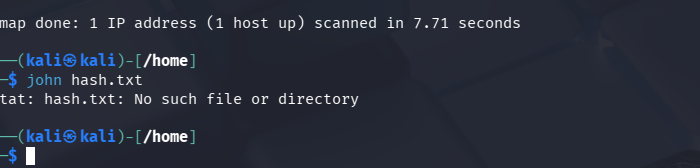 map done: 1 IP address (1 host up) scanned in 7.71 seconds
—(kali㉿kali)-[/home]
—$ john hash.txt
tat: hash.txt: No such file or directory
—(kali㉿kali)-[/home]
—$